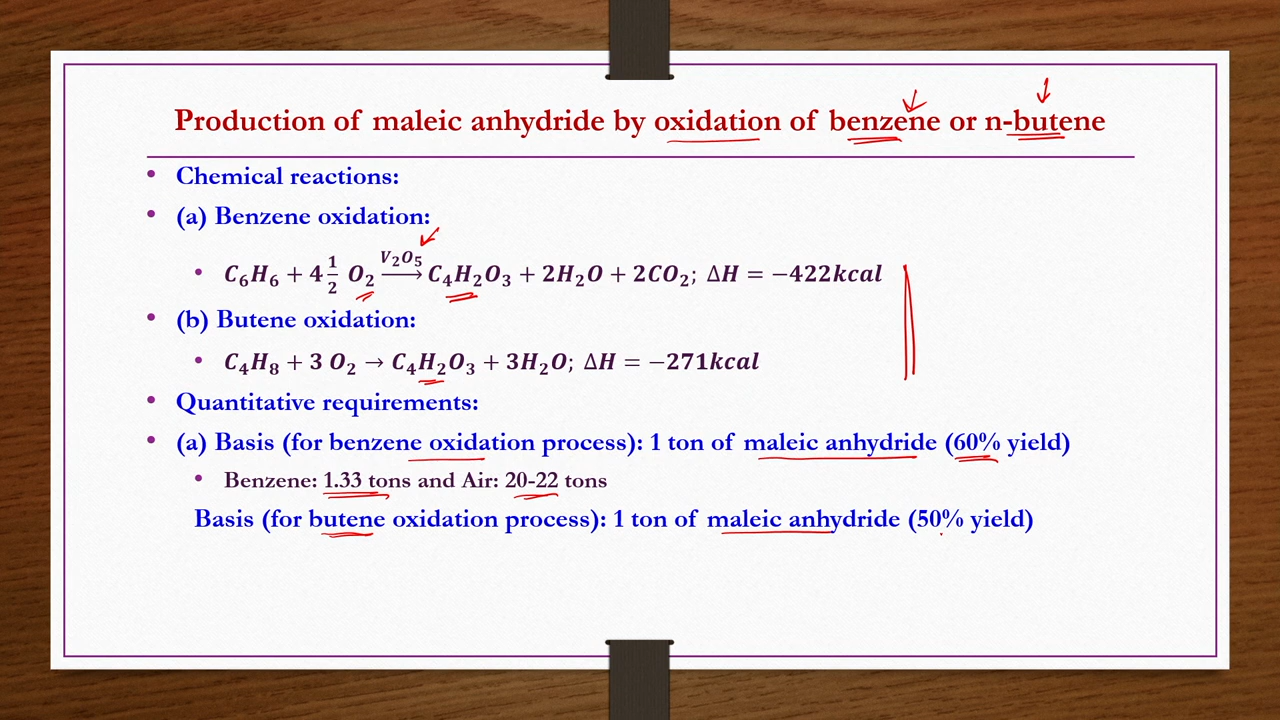 Production of maleic anhydride by oxidation of benzene or n-butene
• Chemical reactions:
• (a) Benzene oxidation:
• C₆H₆ + 4½ O₂ —V₂O₅→ C₄H₂O₃ + 2H₂O + 2CO₂; ΔH = −422kcal
• (b) Butene oxidation:
• C₄H₈ + 3 O₂ → C₄H₂O₃ + 3H₂O; ΔH = −271kcal
• Quantitative requirements:
• (a) Basis (for benzene oxidation process): 1 ton of maleic anhydride (60% yield)
• Benzene: 1.33 tons and Air: 20-22 tons
Basis (for butene oxidation process): 1 ton of maleic anhydride (50% yield)